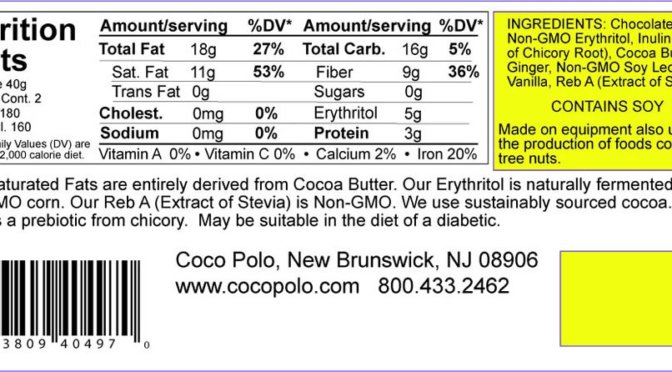 rition
ts
Amount/serving %DV* Amount/serving %DV*
Total Fat 18g 27% Total Carb. 16g 5%
Sat. Fat 11g 53% Fiber 9g 36%
Trans Fat 0g Sugars 0g
Cholest. 0mg 0% Erythritol 5g
Sodium 0mg 0% Protein 3g
Vitamin A 0% • Vitamin C 0% • Calcium 2% • Iron 20%
e 40g
Cont. 2
180
l. 160
ily Values (DV) are
2,000 calorie diet.
INGREDIENTS: Chocolate
Non-GMO Erythritol, Inulin
of Chicory Root), Cocoa Bu
Ginger, Non-GMO Soy Lec
Vanilla, Reb A (Extract of S
CONTAINS SOY
Made on equipment also u
the production of foods co
tree nuts.
aturated Fats are entirely derived from Cocoa Butter. Our Erythritol is naturally fermented
MO corn. Our Reb A (Extract of Stevia) is Non-GMO. We use sustainably sourced cocoa.
s a prebiotic from chicory. May be suitable in the diet of a diabetic.
Coco Polo, New Brunswick, NJ 08906
www.cocopolo.com 800.433.2462
3809 40497 0